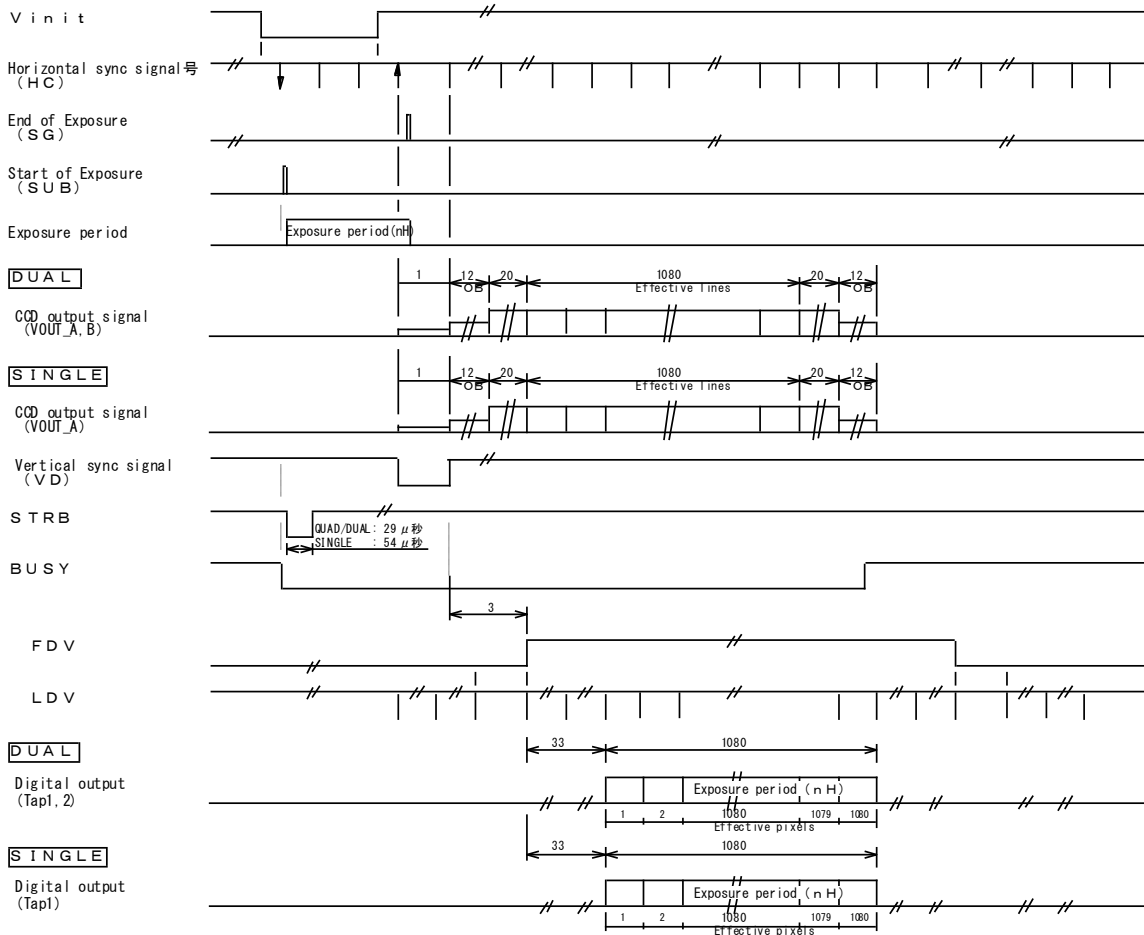 Vinit
Horizontal sync signal号
(HC)
End of Exposure
(SG)
Start of Exposure
(SUB)
Exposure period
Exposure period(nH)
DUAL
1
12
OB
20
1080
Effective lines
20
12
OB
CCD output signal
(VOUT_A,B)
SINGLE
1
12
OB
20
1080
Effective lines
20
12
OB
CCD output signal
(VOUT_A)
Vertical sync signal
(VD)
STRB
QUAD/DUAL: 29 μ秒
SINGLE : 54 μ秒
BUSY
3
FDV
LDV
DUAL
33
1080
Digital output
(Tap1,2)
Exposure period (nH)
1 2 1080 1079 1080
Effective pixels
SINGLE
33
1080
Digital output
(Tap1)
Exposure period (nH)
1 2 1080 1079 1080
Effective pixels